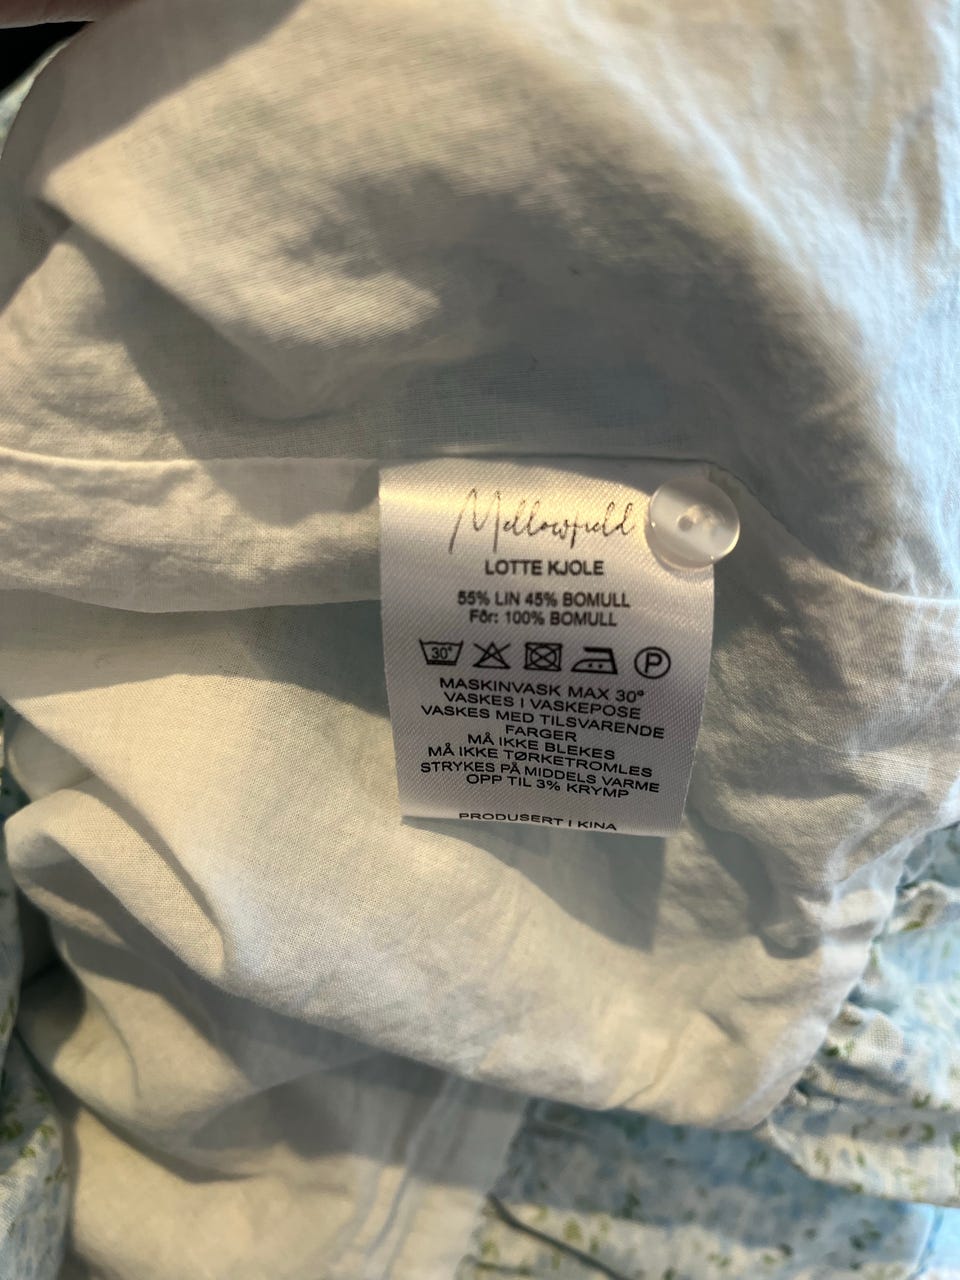 Mellowfield
LOTTE KJOLE
55% LIN 45% BOMULL
Fôr: 100% BOMULL
30° P
MASKINVASK MAX 30°
VASKES I VASKEPOSE
VASKES MED TILSVARENDE
FARGER
MÅ IKKE BLEKES
MÅ IKKE TØRKETROMLES
STRYKES PÅ MIDDELS VARME
OPP TIL 3% KRYMP
PRODUSERT I KINA